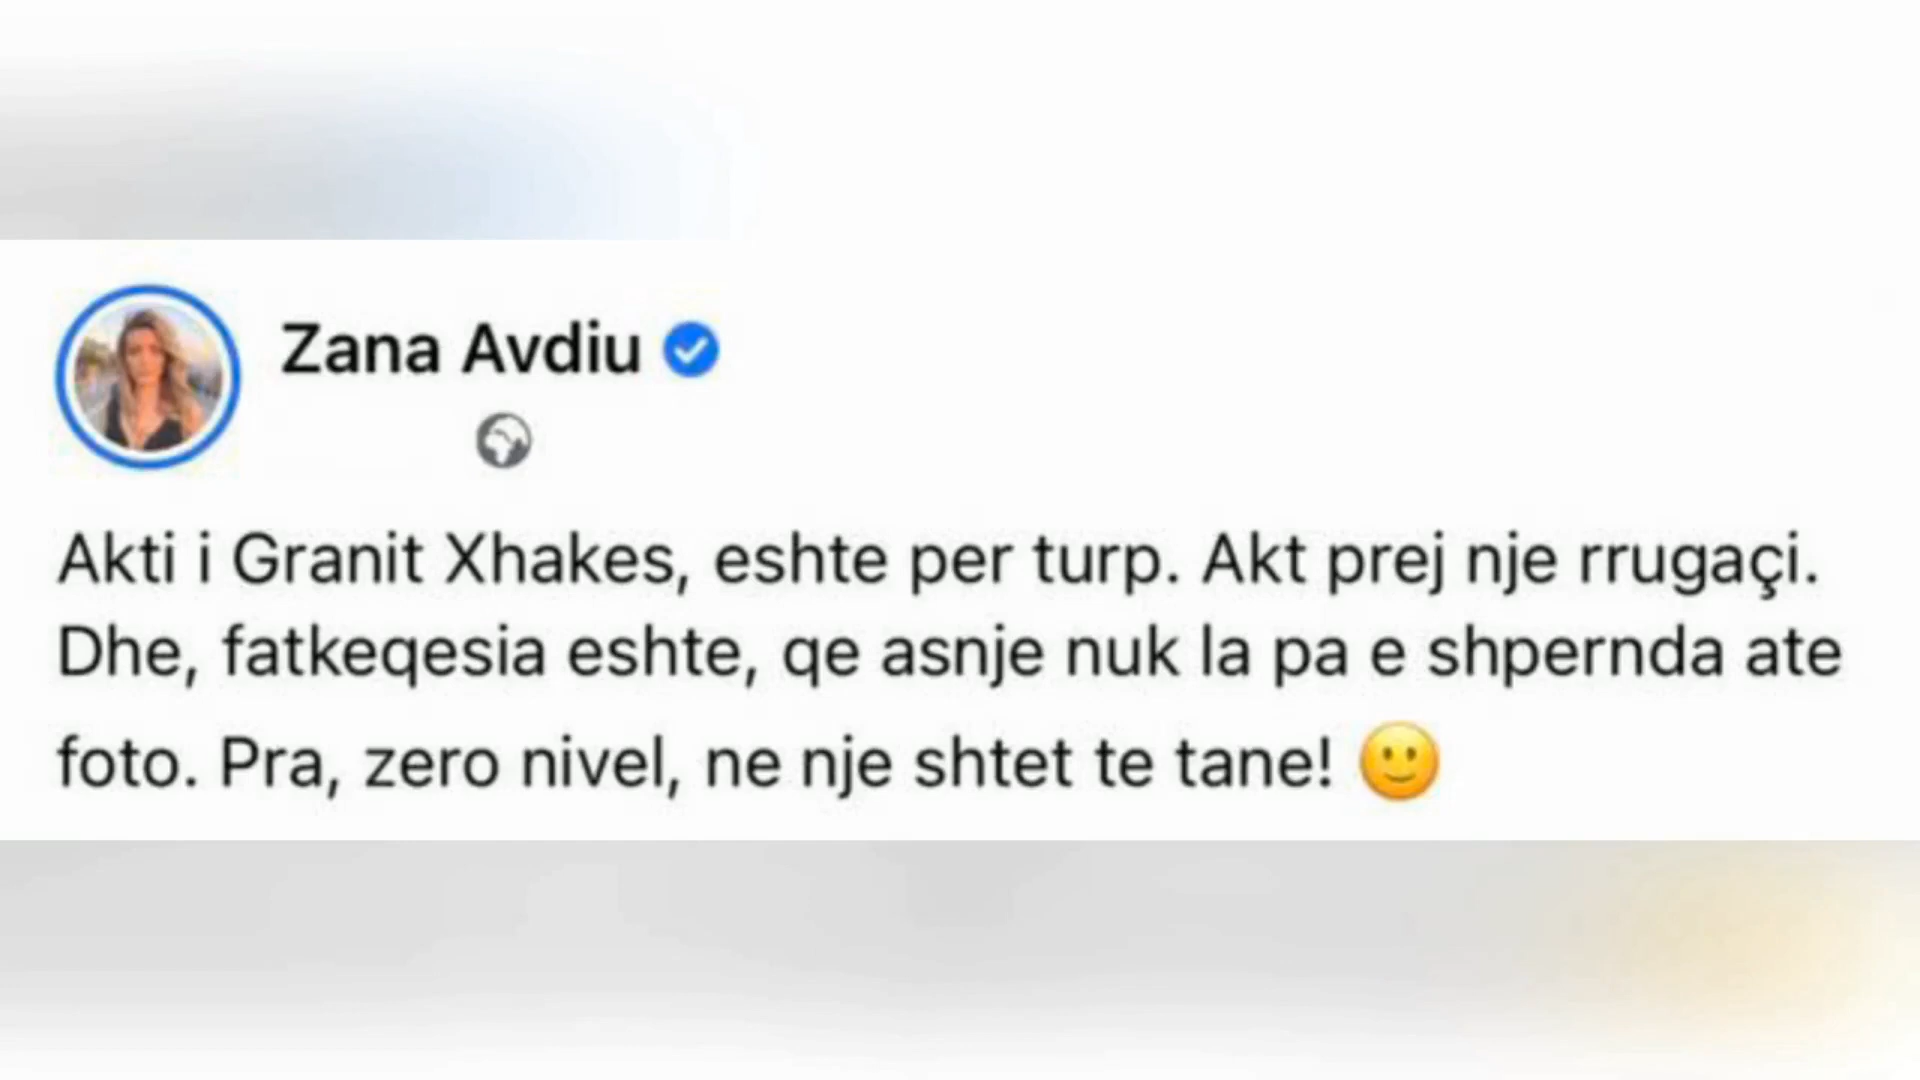 Zana Avdiu
Akti i Granit Xhakes, eshte per turp. Akt prej nje rrugaçi.
Dhe, fatkeqesia eshte, qe asnje nuk la pa e shpernda ate
foto. Pra, zero nivel, ne nje shtet te tane! 🙂